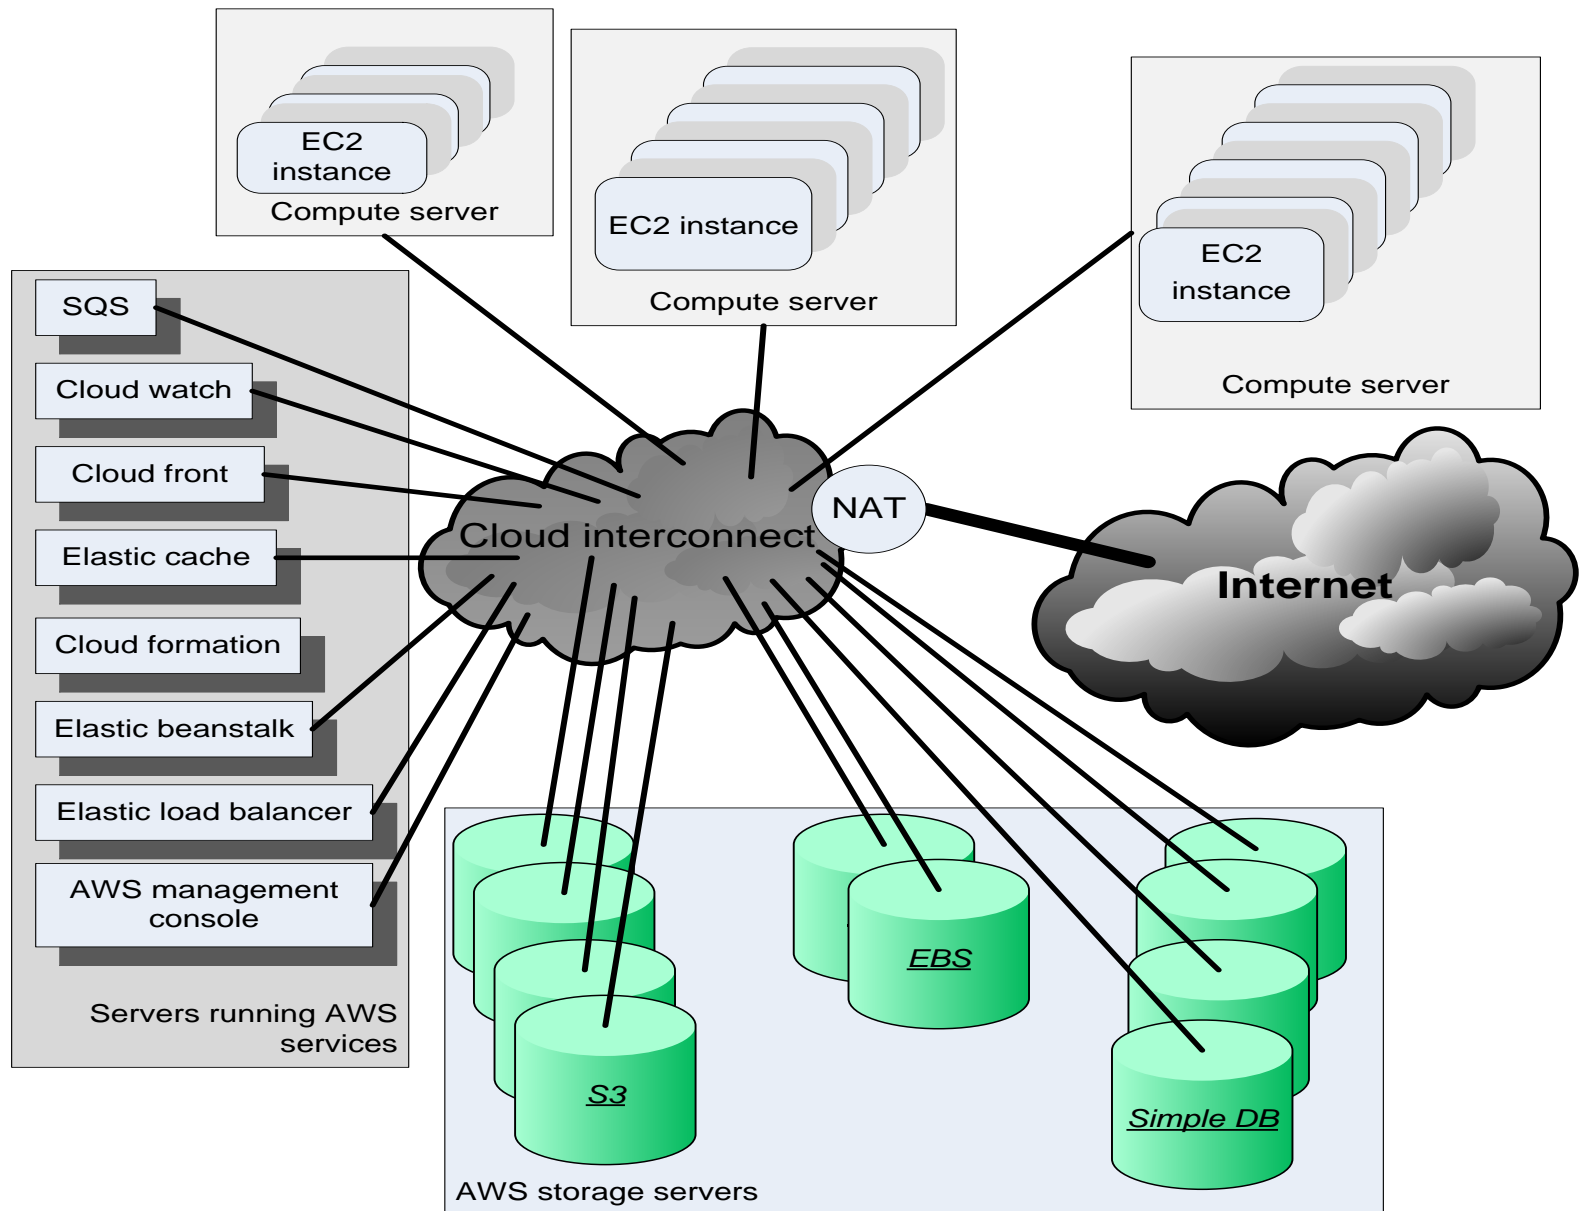 EC2
instance
Compute server
EC2 instance
Compute server
EC2
instance
Compute server
SQS
Cloud watch
Cloud front
Elastic cache
Cloud formation
Elastic beanstalk
Elastic load balancer
AWS management
console
Servers running AWS
services
Cloud interconnect
NAT
Internet
S3
EBS
Simple DB
AWS storage servers